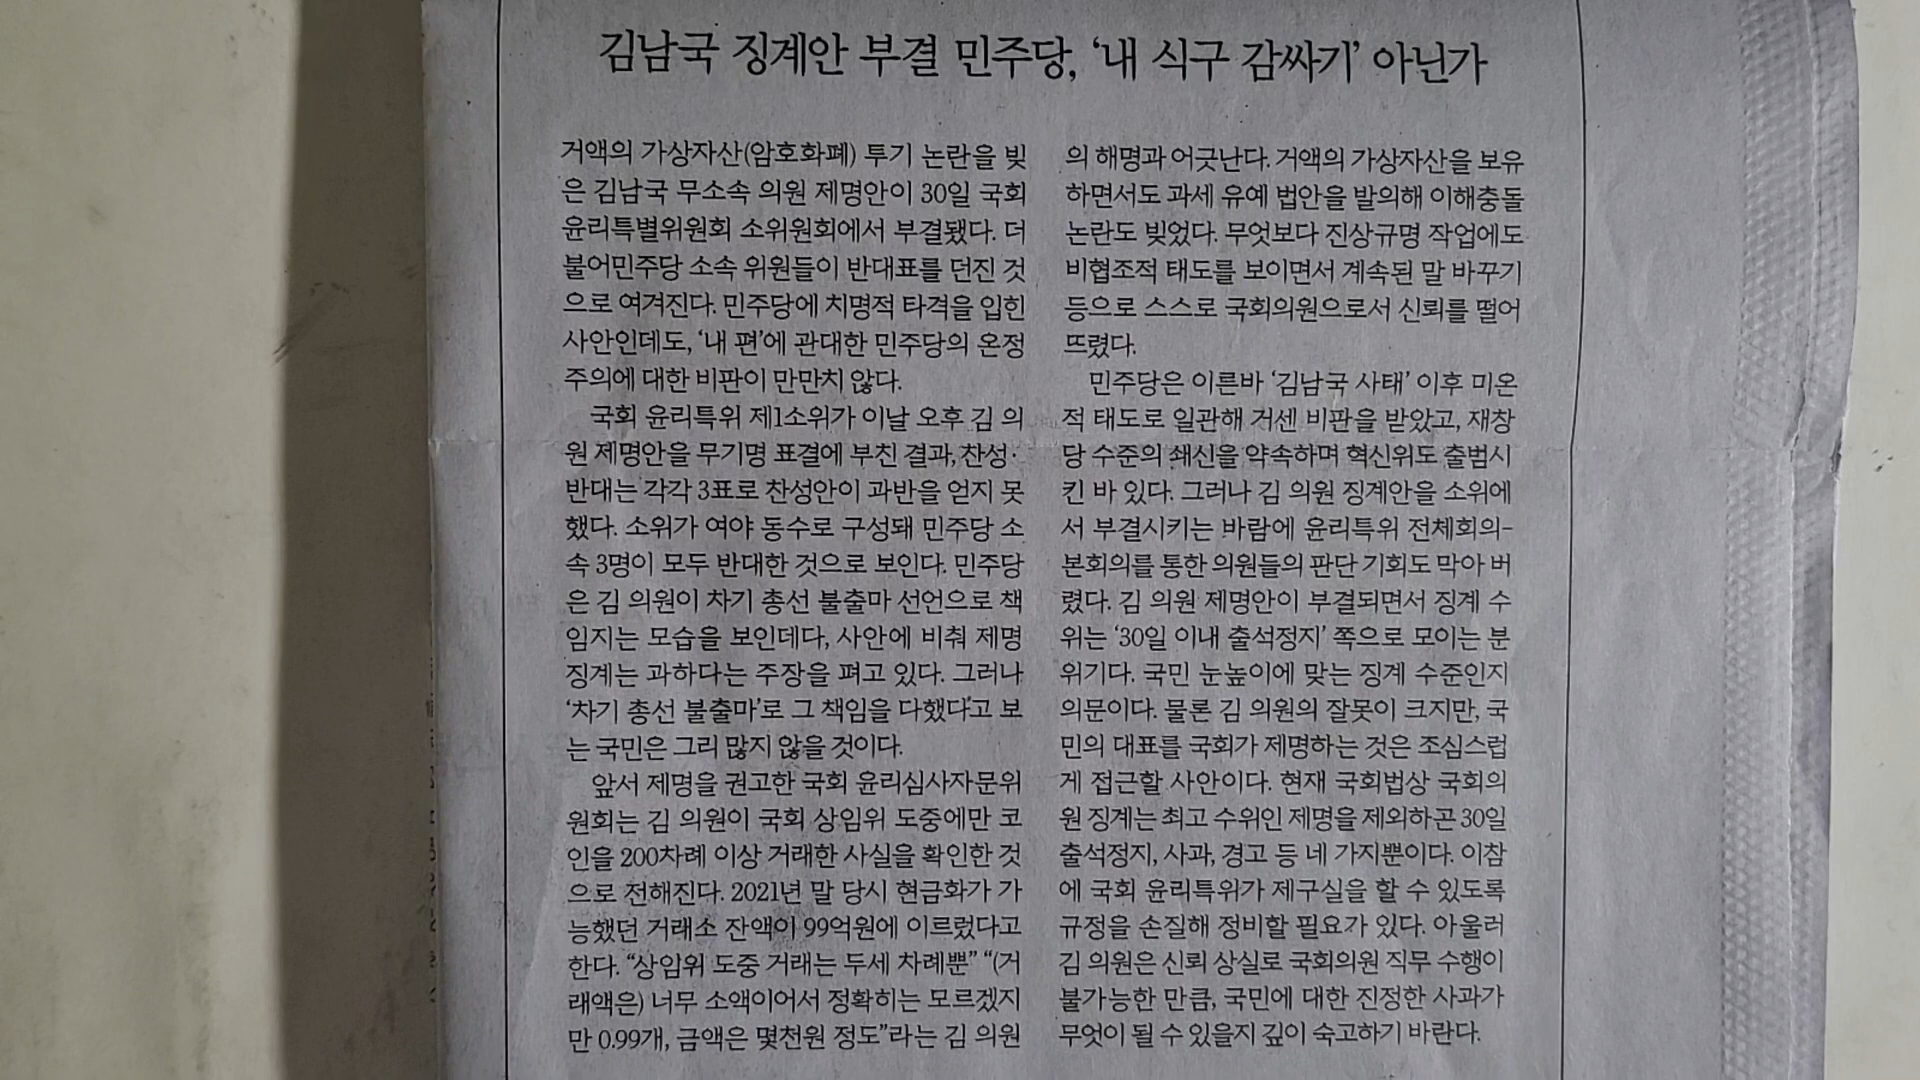 김남국 징계안 부결 민주당, ‘내 식구 감싸기’ 아닌가
거액의 가상자산(암호화폐) 투기 논란을 빚
은 김남국 무소속 의원 제명안이 30일 국회
윤리특별위원회 소위원회에서 부결됐다. 더
불어민주당 소속 위원들이 반대표를 던진 것
으로 여겨진다. 민주당에 치명적 타격을 입힌
사안인데도, ‘내 편’에 관대한 민주당의 온정
주의에 대한 비판이 만만치 않다.
국회 윤리특위 제1소위가 이날 오후 김 의
원 제명안을 무기명 표결에 부친 결과, 찬성·
반대는 각각 3표로 찬성안이 과반을 얻지 못
했다. 소위가 여야 동수로 구성돼 민주당 소
속 3명이 모두 반대한 것으로 보인다. 민주당
은 김 의원이 차기 총선 불출마 선언으로 책
임지는 모습을 보인데다, 사안에 비춰 제명
징계는 과하다는 주장을 펴고 있다. 그러나
‘차기 총선 불출마’로 그 책임을 다했다고 보
는 국민은 그리 많지 않을 것이다.
앞서 제명을 권고한 국회 윤리심사자문위
원회는 김 의원이 국회 상임위 도중에만 코
인을 200차례 이상 거래한 사실을 확인한 것
으로 전해진다. 2021년 말 당시 현금화가 가
능했던 거래소 잔액이 99억원에 이르렀다고
한다. “상임위 도중 거래는 두세 차례뿐” “(거
래액은) 너무 소액이어서 정확히는 모르겠지
만 0.99개, 금액은 몇천원 정도”라는 김 의원
의 해명과 어긋난다. 거액의 가상자산을 보유
하면서도 과세 유예 법안을 발의해 이해충돌
논란도 빚었다. 무엇보다 진상규명 작업에도
비협조적 태도를 보이면서 계속된 말 바꾸기
등으로 스스로 국회의원으로서 신뢰를 떨어
뜨렸다.
민주당은 이른바 ‘김남국 사태’ 이후 미온
적 태도로 일관해 거센 비판을 받았고, 재창
당 수준의 쇄신을 약속하며 혁신위도 출범시
킨 바 있다. 그러나 김 의원 징계안을 소위에
서 부결시키는 바람에 윤리특위 전체회의-
본회의를 통한 의원들의 판단 기회도 막아 버
렸다. 김 의원 제명안이 부결되면서 징계 수
위는 ‘30일 이내 출석정지’ 쪽으로 모이는 분
위기다. 국민 눈높이에 맞는 징계 수준인지
의문이다. 물론 김 의원의 잘못이 크지만, 국
민의 대표를 국회가 제명하는 것은 조심스럽
게 접근할 사안이다. 현재 국회법상 국회의
원 징계는 최고 수위인 제명을 제외하곤 30일
출석정지, 사과, 경고 등 네 가지뿐이다. 이참
에 국회 윤리특위가 제구실을 할 수 있도록
규정을 손질해 정비할 필요가 있다. 아울러
김 의원은 신뢰 상실로 국회의원 직무 수행이
불가능한 만큼, 국민에 대한 진정한 사과가
무엇이 될 수 있을지 깊이 숙고하기 바란다.